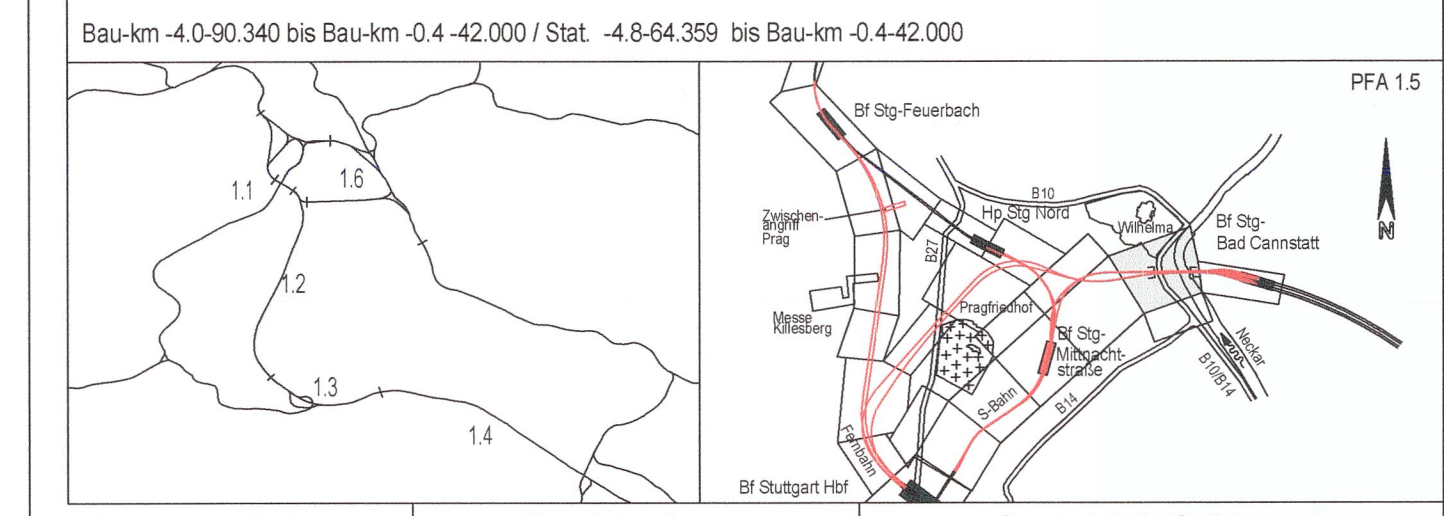 Bau-km -4.0-90.340 bis Bau-km -0.4 -42.000 / Stat. -4.8-64.359 bis Bau-km -0.4-42.000
1.1
1.6
1.2
1.3
1.4
PFA 1.5
Bf Stg-Feuerbach
B10
Zwischen-
angriff
Prag
Hp Stg Nord
Wilhelma
Bf Stg-
Bad Cannstatt
N
B27
Messe
Killesberg
Pragfriedhof
Bf Stg-
Mittnacht-
straße
Neckar
B10/B14
S-Bahn
B14
Fernbahn
Bf Stuttgart Hbf